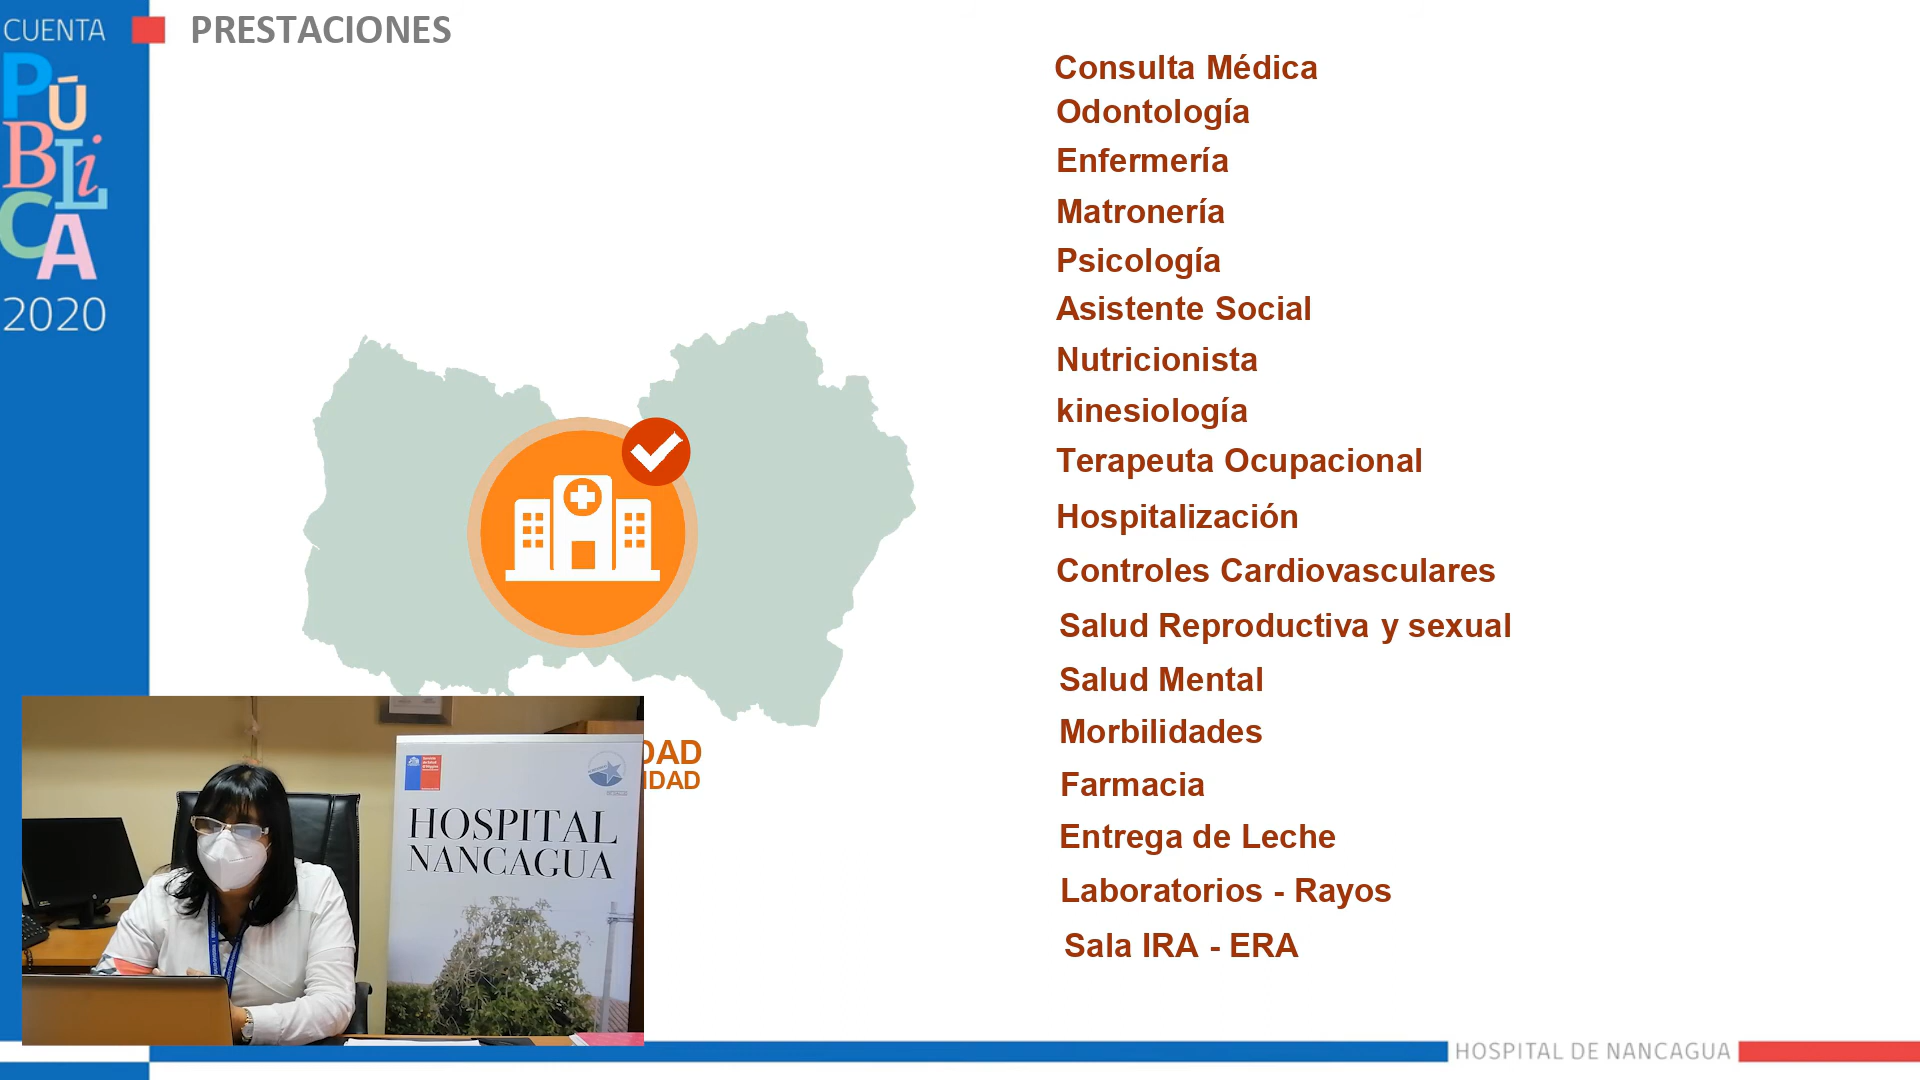 CUENTA
PÚBLiCA
2020
PRESTACIONES
Consulta Médica
Odontología
Enfermería
Matronería
Psicología
Asistente Social
Nutricionista
kinesiología
Terapeuta Ocupacional
Hospitalización
Controles Cardiovasculares
Salud Reproductiva y sexual
Salud Mental
Morbilidades
Farmacia
Entrega de Leche
Laboratorios - Rayos
Sala IRA - ERA
DAD
IDAD
HOSPITAL
NANCAGUA
HOSPITAL DE NANCAGUA